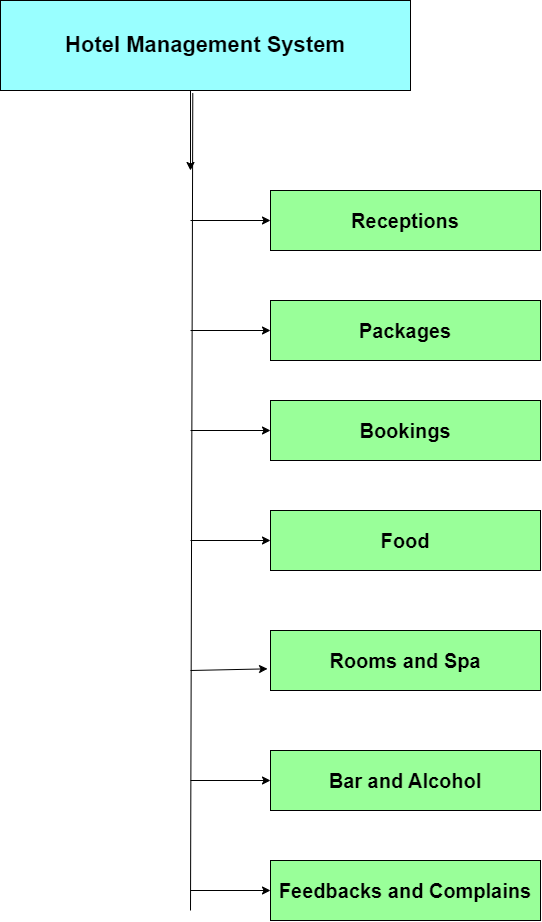 Hotel Management System
Receptions
Packages
Bookings
Food
Rooms and Spa
Bar and Alcohol
Feedbacks and Complains